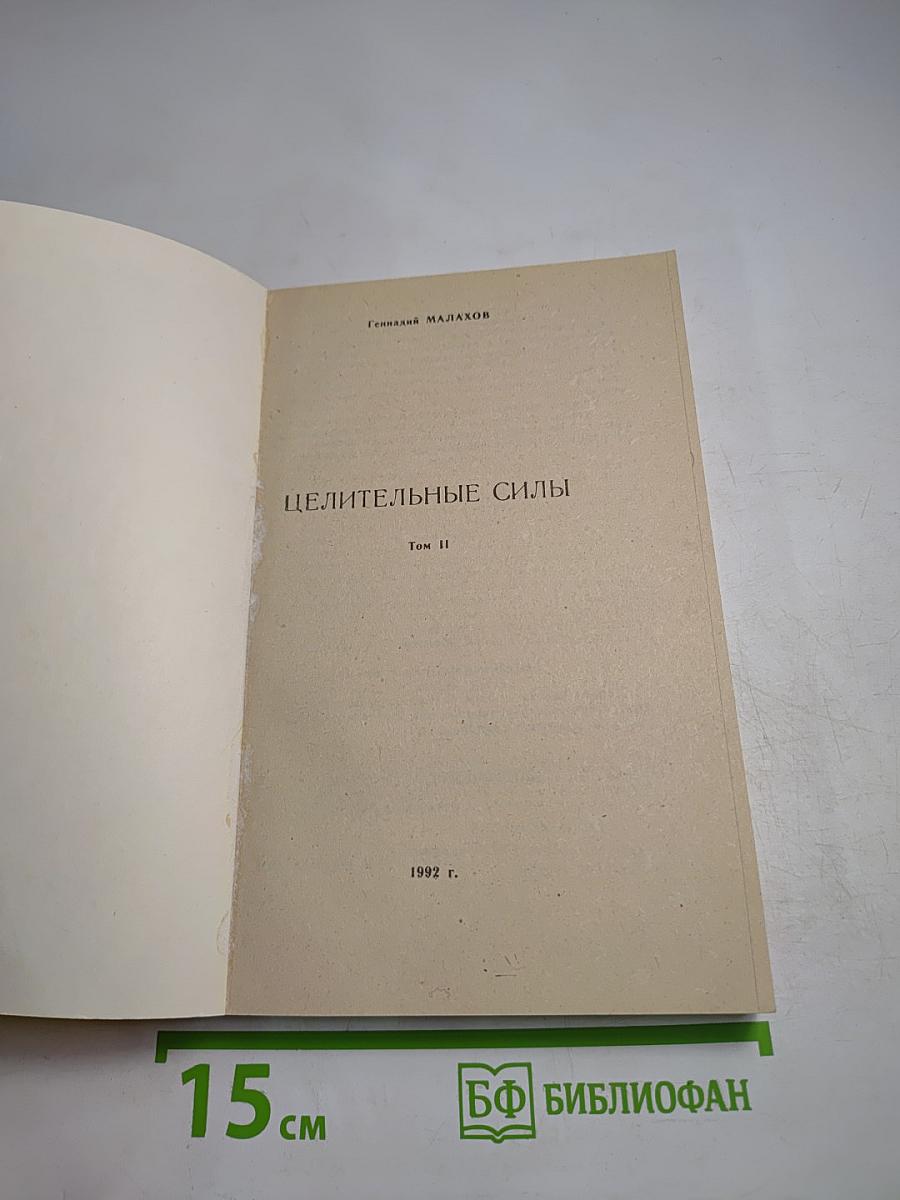 Геннадий МАЛАХОВ
ЦЕЛИТЕЛЬНЫЕ СИЛЫ
Том II
1992 г.
15 см
БФ БИБЛИОФАН